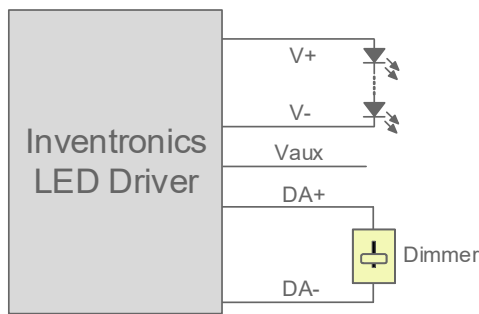 Inventronics
LED Driver
V+
V-
Vaux
DA+
Dimmer
DA-